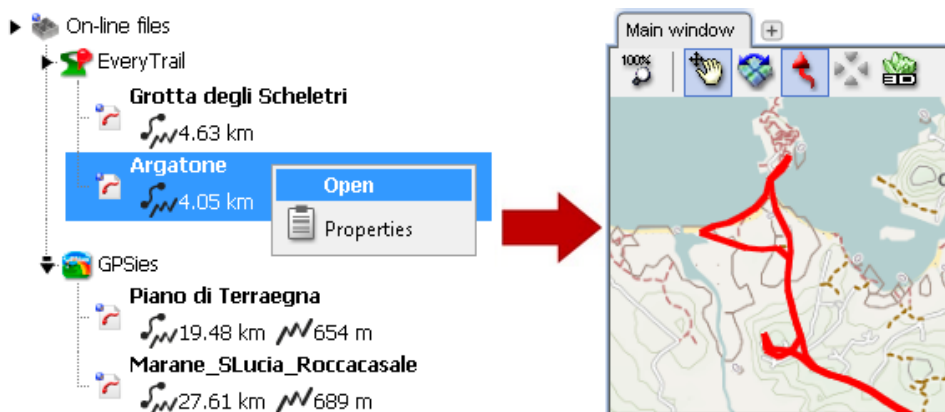 On-line files
EveryTrail
Grotta degli Scheletri
4.63 km
Argatone
4.05 km
Open
Properties
GPSies
Piano di Terraegna
19.48 km 654 m
Marane_SLucia_Roccacasale
27.61 km 689 m
Main window
100%
3D